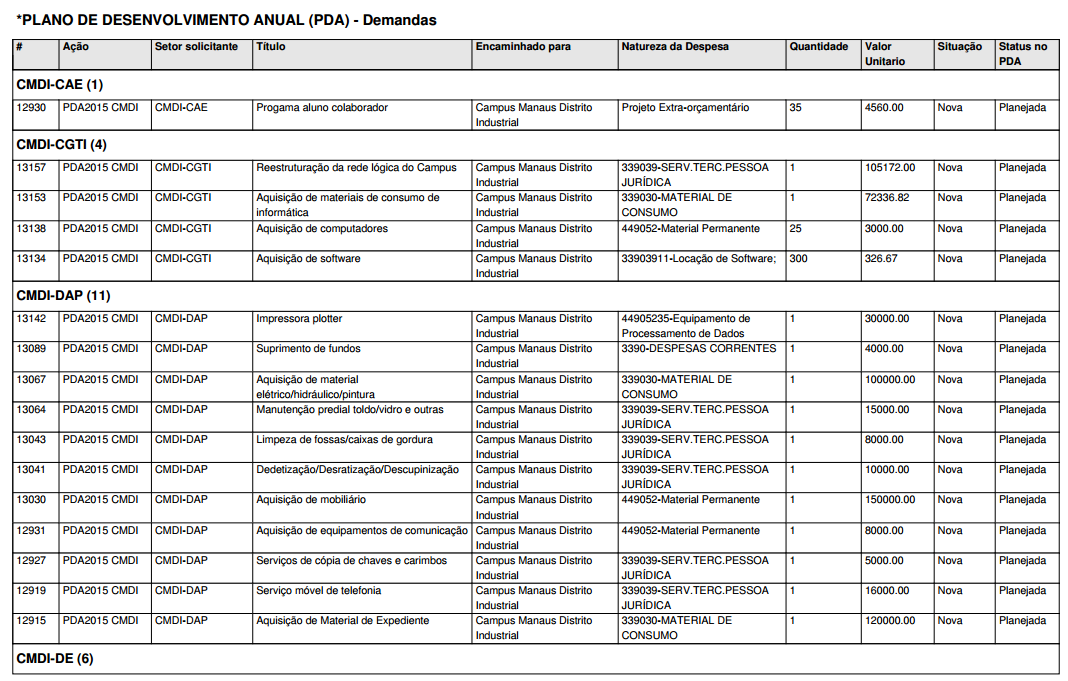 *PLANO DE DESENVOLVIMENTO ANUAL (PDA) - Demandas
# Ação Setor solicitante Título Encaminhado para Natureza da Despesa Quantidade Valor Unitario Situação Status no PDA
CMDI-CAE (1)
12930 PDA2015 CMDI CMDI-CAE Progama aluno colaborador Campus Manaus Distrito Industrial Projeto Extra-orçamentário 35 4560.00 Nova Planejada
CMDI-CGTI (4)
13157 PDA2015 CMDI CMDI-CGTI Reestruturação da rede lógica do Campus Campus Manaus Distrito Industrial 339039-SERV.TERC.PESSOA JURÍDICA 1 105172.00 Nova Planejada
13153 PDA2015 CMDI CMDI-CGTI Aquisição de materiais de consumo de informática Campus Manaus Distrito Industrial 339030-MATERIAL DE CONSUMO 1 72336.82 Nova Planejada
13138 PDA2015 CMDI CMDI-CGTI Aquisição de computadores Campus Manaus Distrito Industrial 449052-Material Permanente 25 3000.00 Nova Planejada
13134 PDA2015 CMDI CMDI-CGTI Aquisição de software Campus Manaus Distrito Industrial 33903911-Locação de Software; 300 326.67 Nova Planejada
CMDI-DAP (11)
13142 PDA2015 CMDI CMDI-DAP Impressora plotter Campus Manaus Distrito Industrial 44905235-Equipamento de Processamento de Dados 1 30000.00 Nova Planejada
13089 PDA2015 CMDI CMDI-DAP Suprimento de fundos Campus Manaus Distrito Industrial 3390-DESPESAS CORRENTES 1 4000.00 Nova Planejada
13067 PDA2015 CMDI CMDI-DAP Aquisição de material elétrico/hidráulico/pintura Campus Manaus Distrito Industrial 339030-MATERIAL DE CONSUMO 1 100000.00 Nova Planejada
13064 PDA2015 CMDI CMDI-DAP Manutenção predial toldo/vidro e outras Campus Manaus Distrito Industrial 339039-SERV.TERC.PESSOA JURÍDICA 1 15000.00 Nova Planejada
13043 PDA2015 CMDI CMDI-DAP Limpeza de fossas/caixas de gordura Campus Manaus Distrito Industrial 339039-SERV.TERC.PESSOA JURÍDICA 1 8000.00 Nova Planejada
13041 PDA2015 CMDI CMDI-DAP Dedetização/Desratização/Descupinização Campus Manaus Distrito Industrial 339039-SERV.TERC.PESSOA JURÍDICA 1 10000.00 Nova Planejada
13030 PDA2015 CMDI CMDI-DAP Aquisição de mobiliário Campus Manaus Distrito Industrial 449052-Material Permanente 1 150000.00 Nova Planejada
12931 PDA2015 CMDI CMDI-DAP Aquisição de equipamentos de comunicação Campus Manaus Distrito Industrial 449052-Material Permanente 1 8000.00 Nova Planejada
12927 PDA2015 CMDI CMDI-DAP Serviços de cópia de chaves e carimbos Campus Manaus Distrito Industrial 339039-SERV.TERC.PESSOA JURÍDICA 1 5000.00 Nova Planejada
12919 PDA2015 CMDI CMDI-DAP Serviço móvel de telefonia Campus Manaus Distrito Industrial 339039-SERV.TERC.PESSOA JURÍDICA 1 16000.00 Nova Planejada
12915 PDA2015 CMDI CMDI-DAP Aquisição de Material de Expediente Campus Manaus Distrito Industrial 339030-MATERIAL DE CONSUMO 1 120000.00 Nova Planejada
CMDI-DE (6)